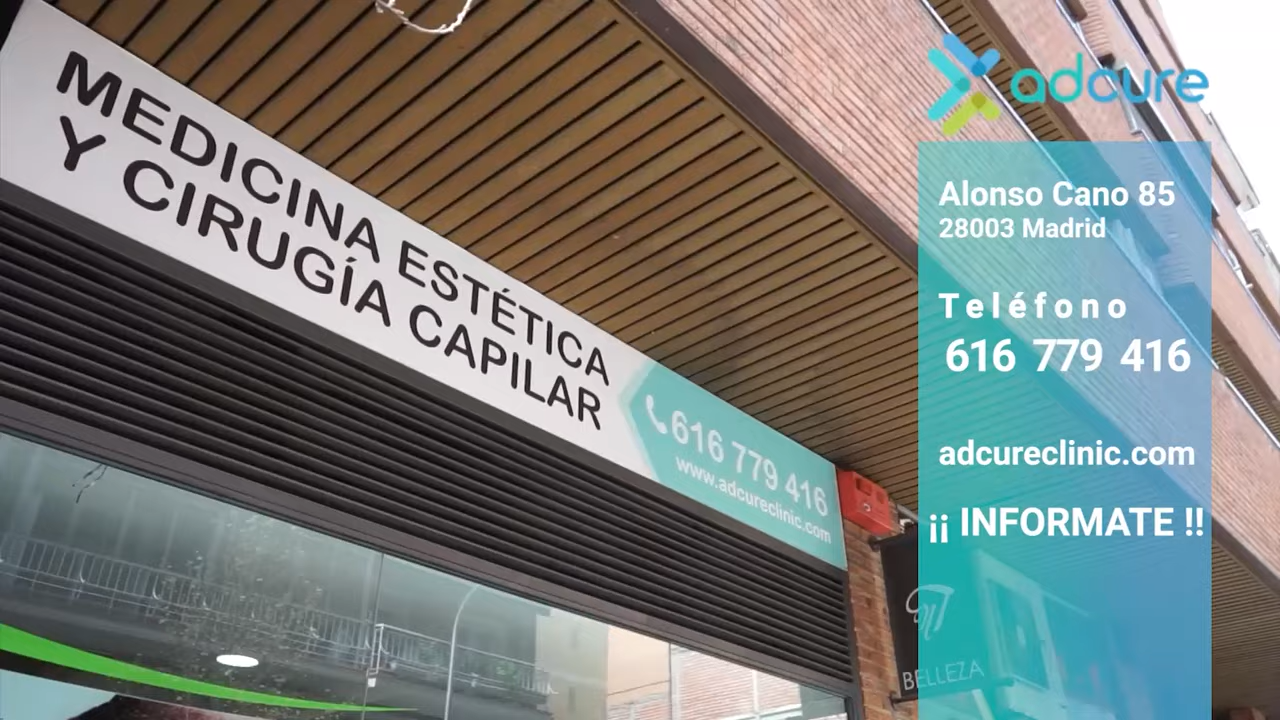 MEDICINA ESTÉTICA
Y CIRUGÍA CAPILAR
616 779 416
www.adcureclinic.com
BELLEZA
adcure
Alonso Cano 85
28003 Madrid
Teléfono
616 779 416
adcureclinic.com
¡¡ INFORMATE !!